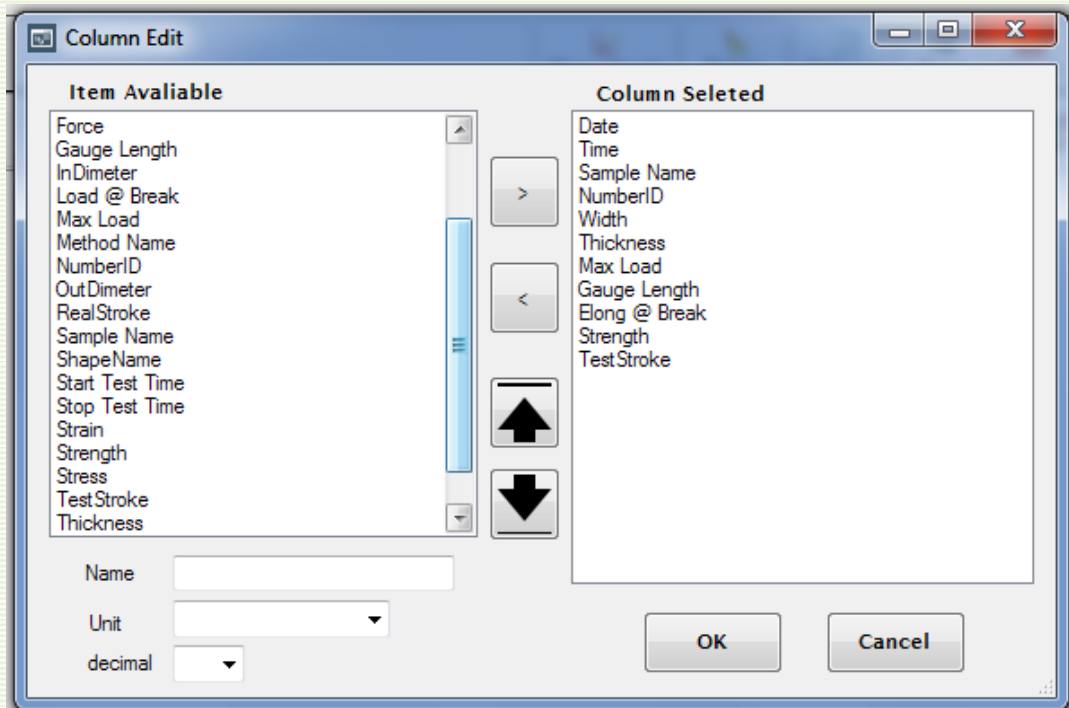 Column Edit
Item Avaliable
Force
Gauge Length
InDimeter
Load @ Break
Max Load
Method Name
NumberID
OutDimeter
RealStroke
Sample Name
ShapeName
Start Test Time
Stop Test Time
Strain
Strength
Stress
TestStroke
Thickness
>
<
Column Seleted
Date
Time
Sample Name
NumberID
Width
Thickness
Max Load
Gauge Length
Elong @ Break
Strength
TestStroke
Name
Unit
decimal
OK
Cancel